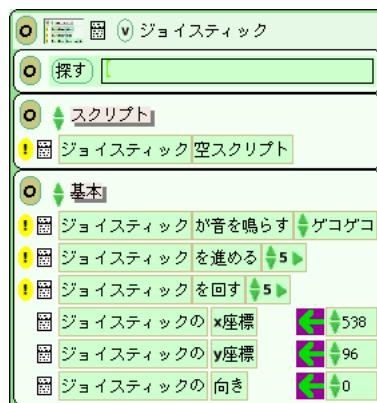 ジョイスティック
探す
スクリプト
! ジョイスティック 空スクリプト
基本
! ジョイスティック が音を鳴らす ゲコゲコ
! ジョイスティック を進める 5
! ジョイスティック を回す 5
ジョイスティックの x座標 538
ジョイスティックの y座標 96
ジョイスティックの 向き 0